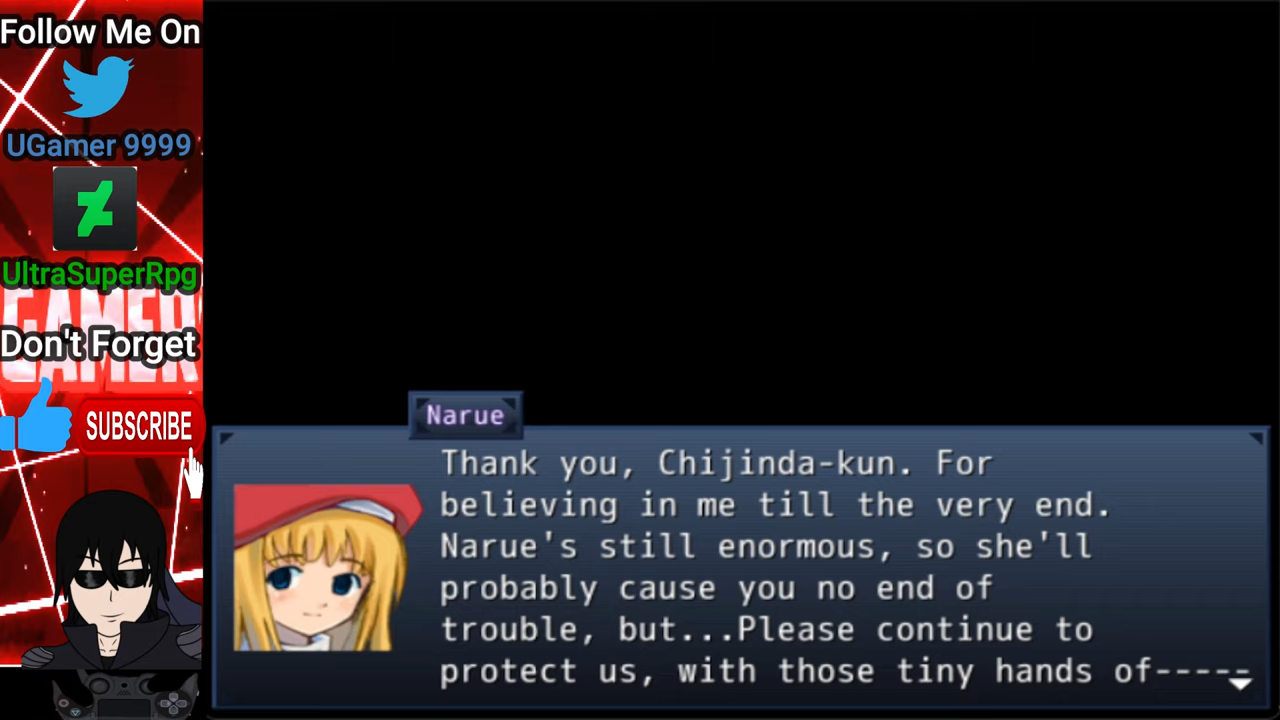 Follow Me On
UGamer 9999
UltraSuperRpg
GAMER
Don't Forget
SUBSCRIBE
Narue
Thank you, Chijinda-kun. For
believing in me till the very end.
Narue's still enormous, so she'll
probably cause you no end of
trouble, but...Please continue to
protect us, with those tiny hands of-----